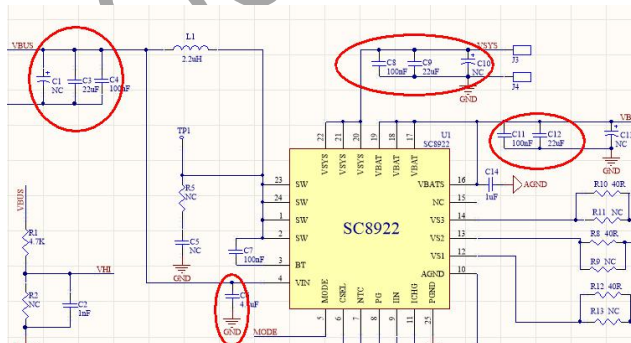 VBUS
C1
NC
C3
22uF
C4
100nF
L1
2.2uH
TP1
R5
NC
C5
NC
GND
C7
100nF
GND
MODE
VBUS
R1
4.7K
VHI
R2
NC
C2
1nF
C8
100nF
C9
22uF
C10
NC
VSYS
J3
J4
GND
U1
SC8922
SC8922
22
21
20
19
18
17
VSYS
VSYS
VSYS
VBAT
VBAT
VBAT
23
SW
24
SW
1
SW
2
SW
3
BT
4
VIN
VBATS
16
NC
15
VS3
14
VS2
13
VS1
12
AGND
10
MODE
CSEL
NTC
PG
IIN
ICHG
PGND
5
6
7
8
9
11
25
C11
100nF
C12
22uF
NC
GND
C14
1uF
AGND
R10 40R
R11 NC
R8 40R
R9 NC
R12 40R
R13 NC